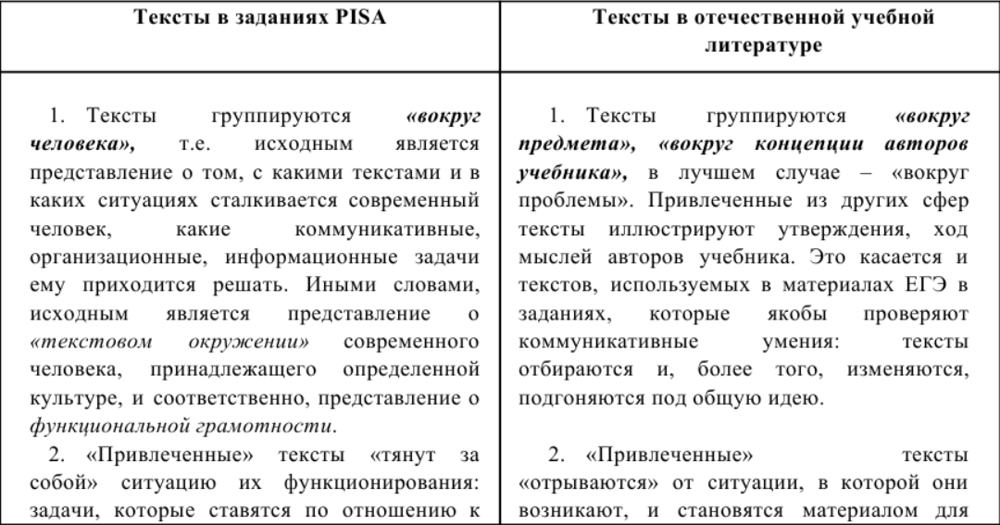 Тексты в заданиях PISA
Тексты в отечественной учебной
литературе
1. Тексты группируются «вокруг
человека», т.е. исходным является
представление о том, с какими текстами и в
каких ситуациях сталкивается современный
человек, какие коммуникативные,
организационные, информационные задачи
ему приходится решать. Иными словами,
исходным является представление о
«текстовом окружении» современного
человека, принадлежащего определенной
культуре, и соответственно, представление о
функциональной грамотности.
2. «Привлеченные» тексты «тянут за
собой» ситуацию их функционирования:
задачи, которые ставятся по отношению к
1. Тексты группируются «вокруг
предмета», «вокруг концепции авторов
учебника», в лучшем случае – «вокруг
проблемы». Привлеченные из других сфер
тексты иллюстрируют утверждения, ход
мыслей авторов учебника. Это касается и
текстов, используемых в материалах ЕГЭ в
заданиях, которые якобы проверяют
коммуникативные умения: тексты
отбираются и, более того, изменяются,
подгоняются под общую идею.
2. «Привлеченные» тексты
«отрываются» от ситуации, в которой они
возникают, и становятся материалом для